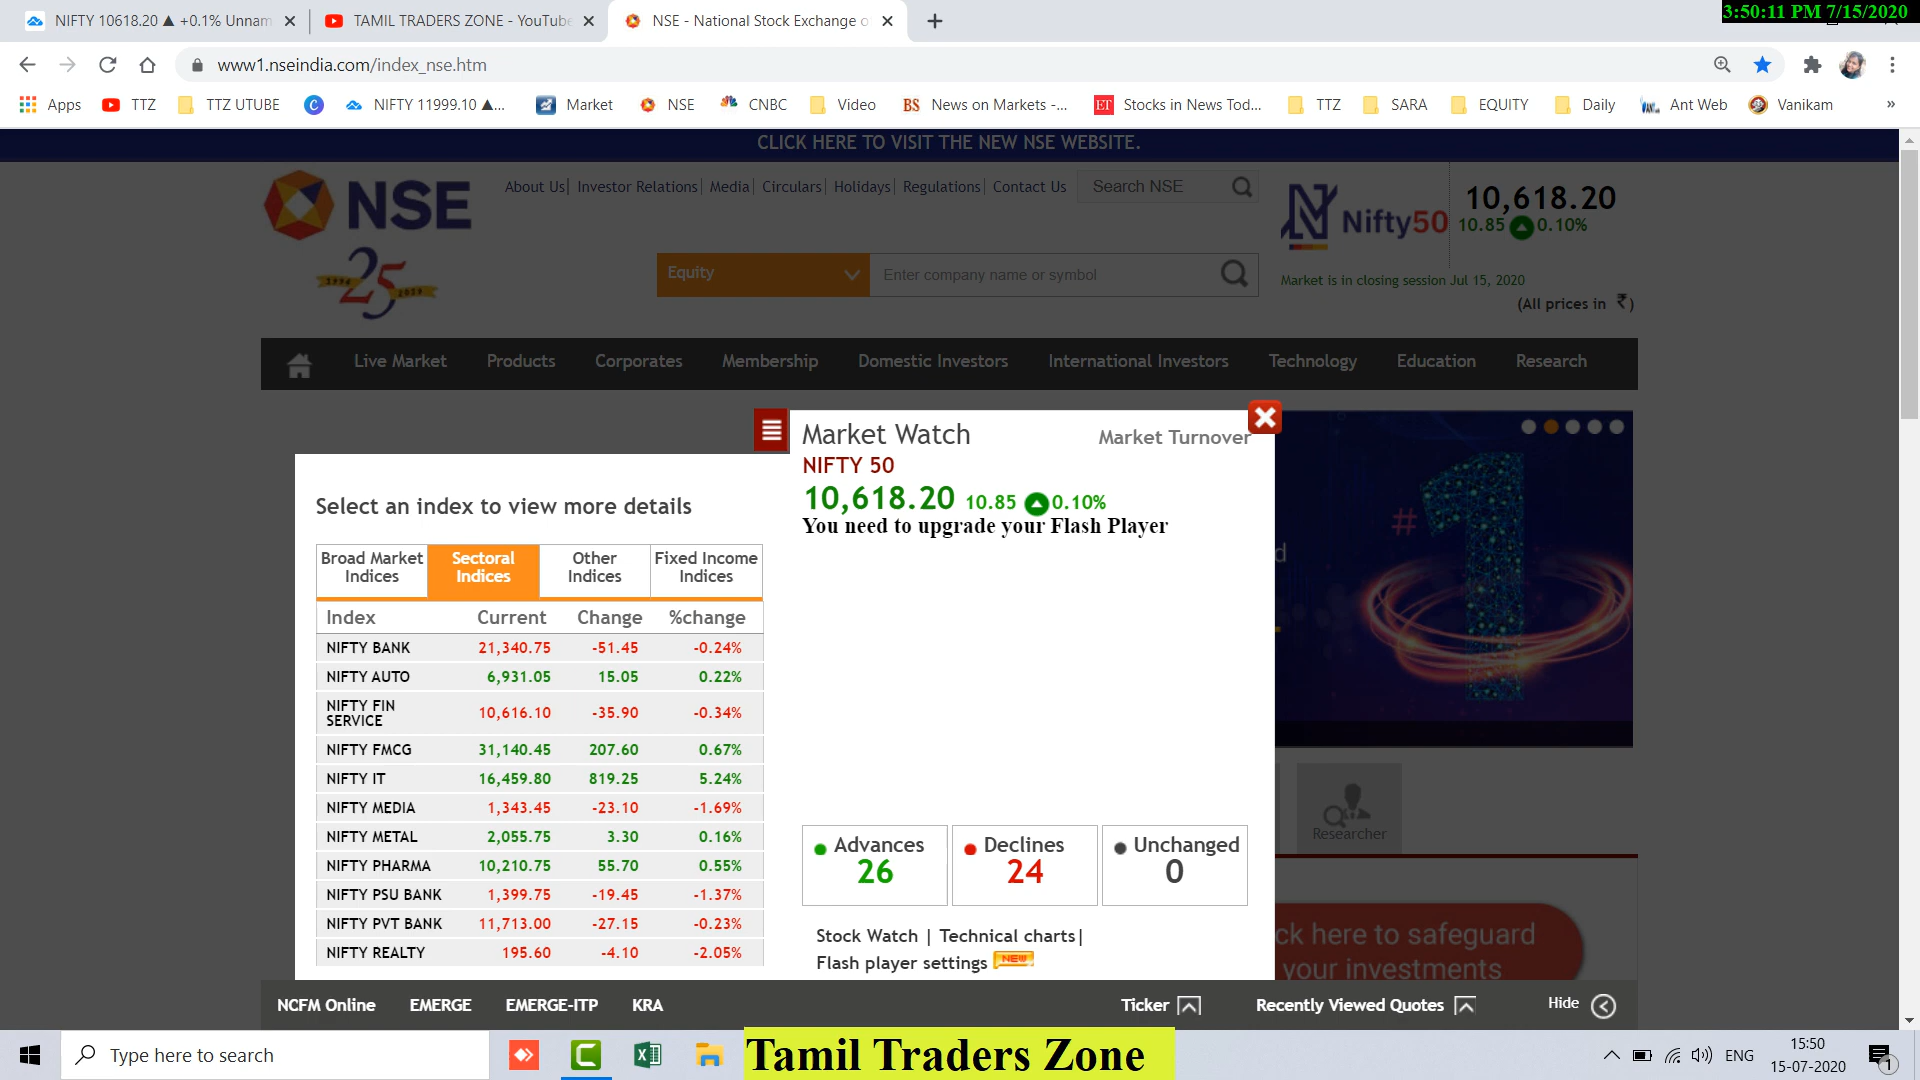 NIFTY 10618.20 ▲ +0.1% Unnam
TAMIL TRADERS ZONE - YouTube
NSE - National Stock Exchange o
3:50:11 PM 7/15/2020
www1.nseindia.com/index_nse.htm
Apps TTZ TTZ UTUBE C NIFTY 11999.10 ▲... Market NSE CNBC Video BS News on Markets -... ET Stocks in News Tod... TTZ SARA EQUITY Daily Ant Web Vanikam »
CLICK HERE TO VISIT THE NEW NSE WEBSITE.
About Us| Investor Relations| Media| Circulars| Holidays| Regulations| Contact Us
Search NSE
NSE
25
1994 2019
Equity
Enter company name or symbol
Nifty50
10,618.20
10.85 0.10%
Market is in closing session Jul 15, 2020
(All prices in ₹)
Live Market Products Corporates Membership Domestic Investors International Investors Technology Education Research
Select an index to view more details
Broad Market Indices
Sectoral Indices
Other Indices
Fixed Income Indices
Index Current Change %change
NIFTY BANK 21,340.75 -51.45 -0.24%
NIFTY AUTO 6,931.05 15.05 0.22%
NIFTY FIN SERVICE 10,616.10 -35.90 -0.34%
NIFTY FMCG 31,140.45 207.60 0.67%
NIFTY IT 16,459.80 819.25 5.24%
NIFTY MEDIA 1,343.45 -23.10 -1.69%
NIFTY METAL 2,055.75 3.30 0.16%
NIFTY PHARMA 10,210.75 55.70 0.55%
NIFTY PSU BANK 1,399.75 -19.45 -1.37%
NIFTY PVT BANK 11,713.00 -27.15 -0.23%
NIFTY REALTY 195.60 -4.10 -2.05%
Market Watch
Market Turnover
NIFTY 50
10,618.20 10.85 0.10%
You need to upgrade your Flash Player
Advances
26
Declines
24
Unchanged
0
Stock Watch | Technical charts|
Flash player settings NEW
#1
d
Researcher
ck here to safeguard
your investments
NCFM Online EMERGE EMERGE-ITP KRA
Ticker
Recently Viewed Quotes
Hide
Type here to search
Tamil Traders Zone
ENG
15:50
15-07-2020
1